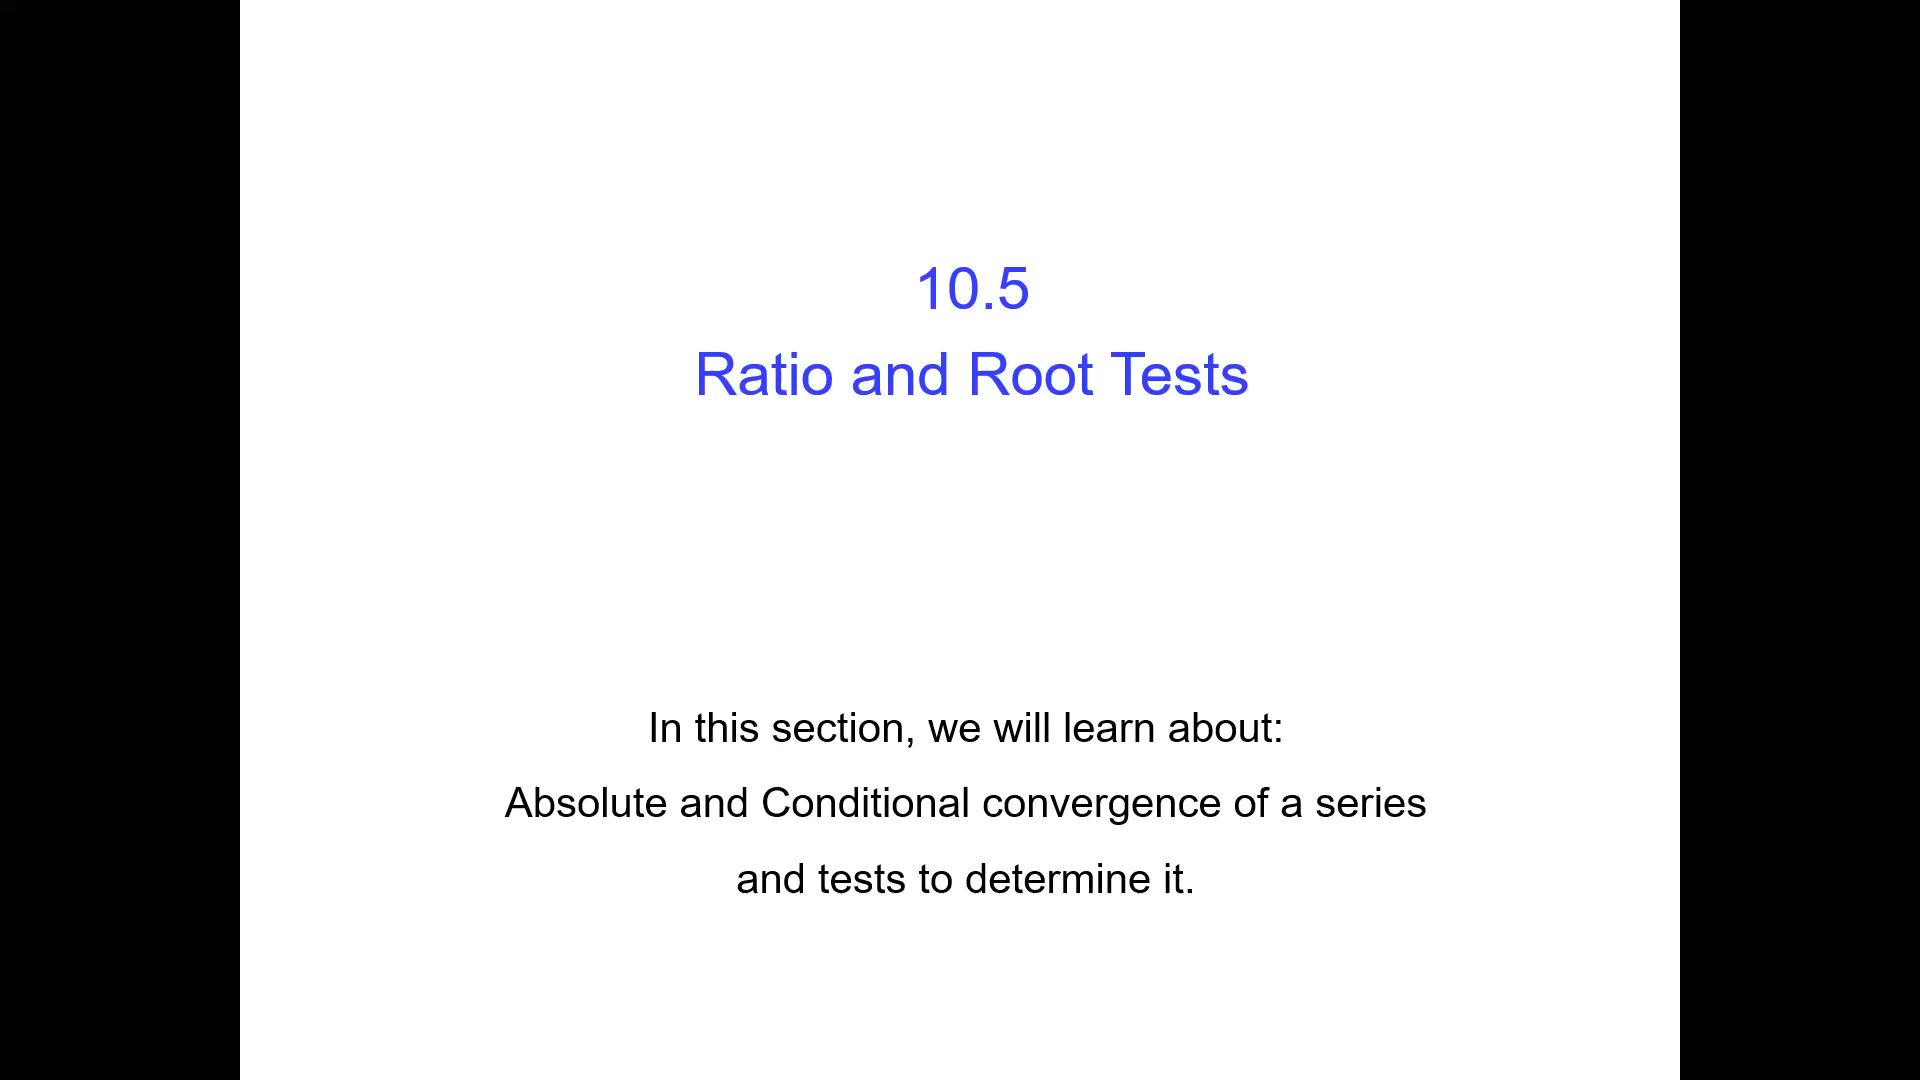 10.5
Ratio and Root Tests
In this section, we will learn about:
Absolute and Conditional convergence of a series
and tests to determine it.